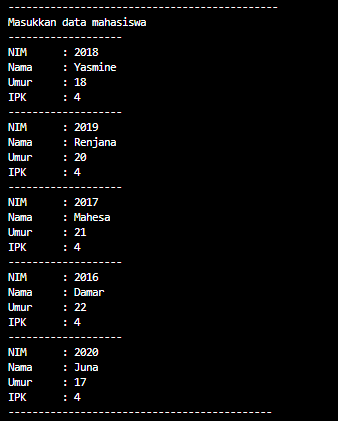 ---------------------------------------------
Masukkan data mahasiswa
-------------------
NIM : 2018
Nama : Yasmine
Umur : 18
IPK : 4
-------------------
NIM : 2019
Nama : Renjana
Umur : 20
IPK : 4
-------------------
NIM : 2017
Nama : Mahesa
Umur : 21
IPK : 4
-------------------
NIM : 2016
Nama : Damar
Umur : 22
IPK : 4
-------------------
NIM : 2020
Nama : Juna
Umur : 17
IPK : 4
--------------------------------------------